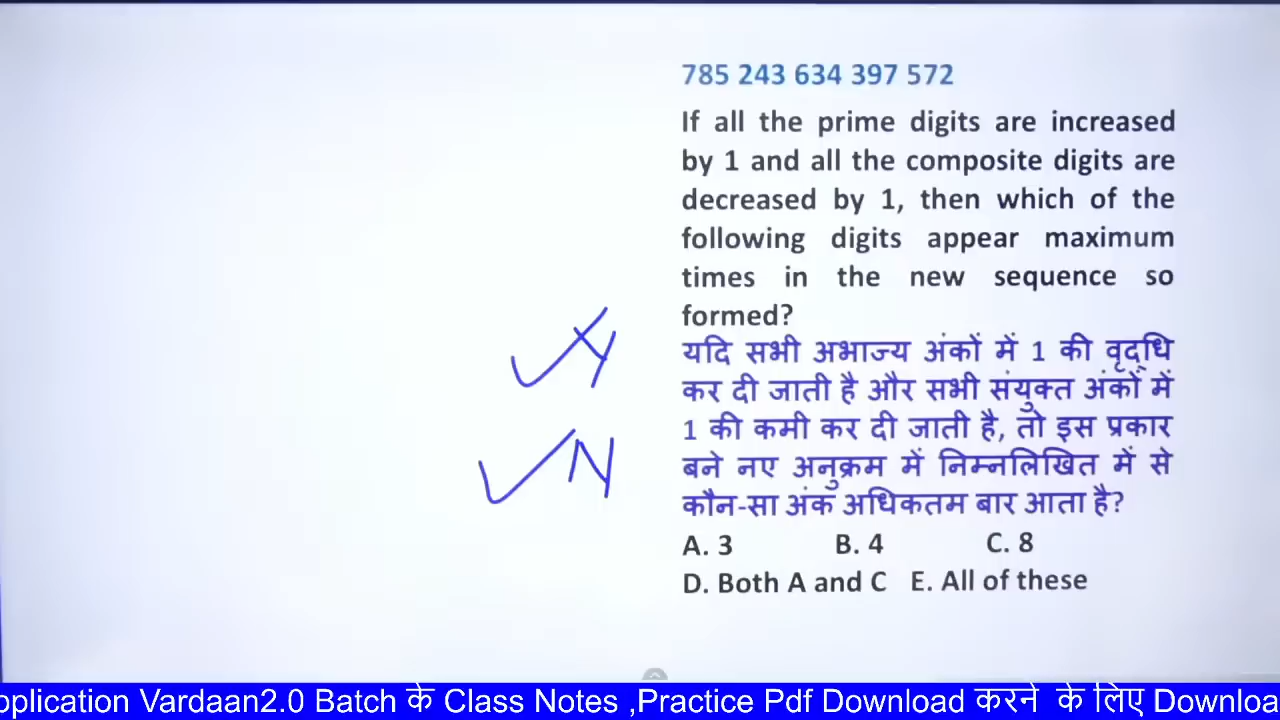 785 243 634 397 572
If all the prime digits are increased
by 1 and all the composite digits are
decreased by 1, then which of the
following digits appear maximum
times in the new sequence so
formed?
यदि सभी अभाज्य अंकों में 1 की वृद्धि
कर दी जाती है और सभी संयुक्त अंकों में
1 की कमी कर दी जाती है, तो इस प्रकार
बने नए अनुक्रम में निम्नलिखित में से
कौन-सा अंक अधिकतम बार आता है?
A. 3 B. 4 C. 8
D. Both A and C E. All of these
pplication Vardaan2.0 Batch के Class Notes ,Practice Pdf Download करने के लिए Downloa